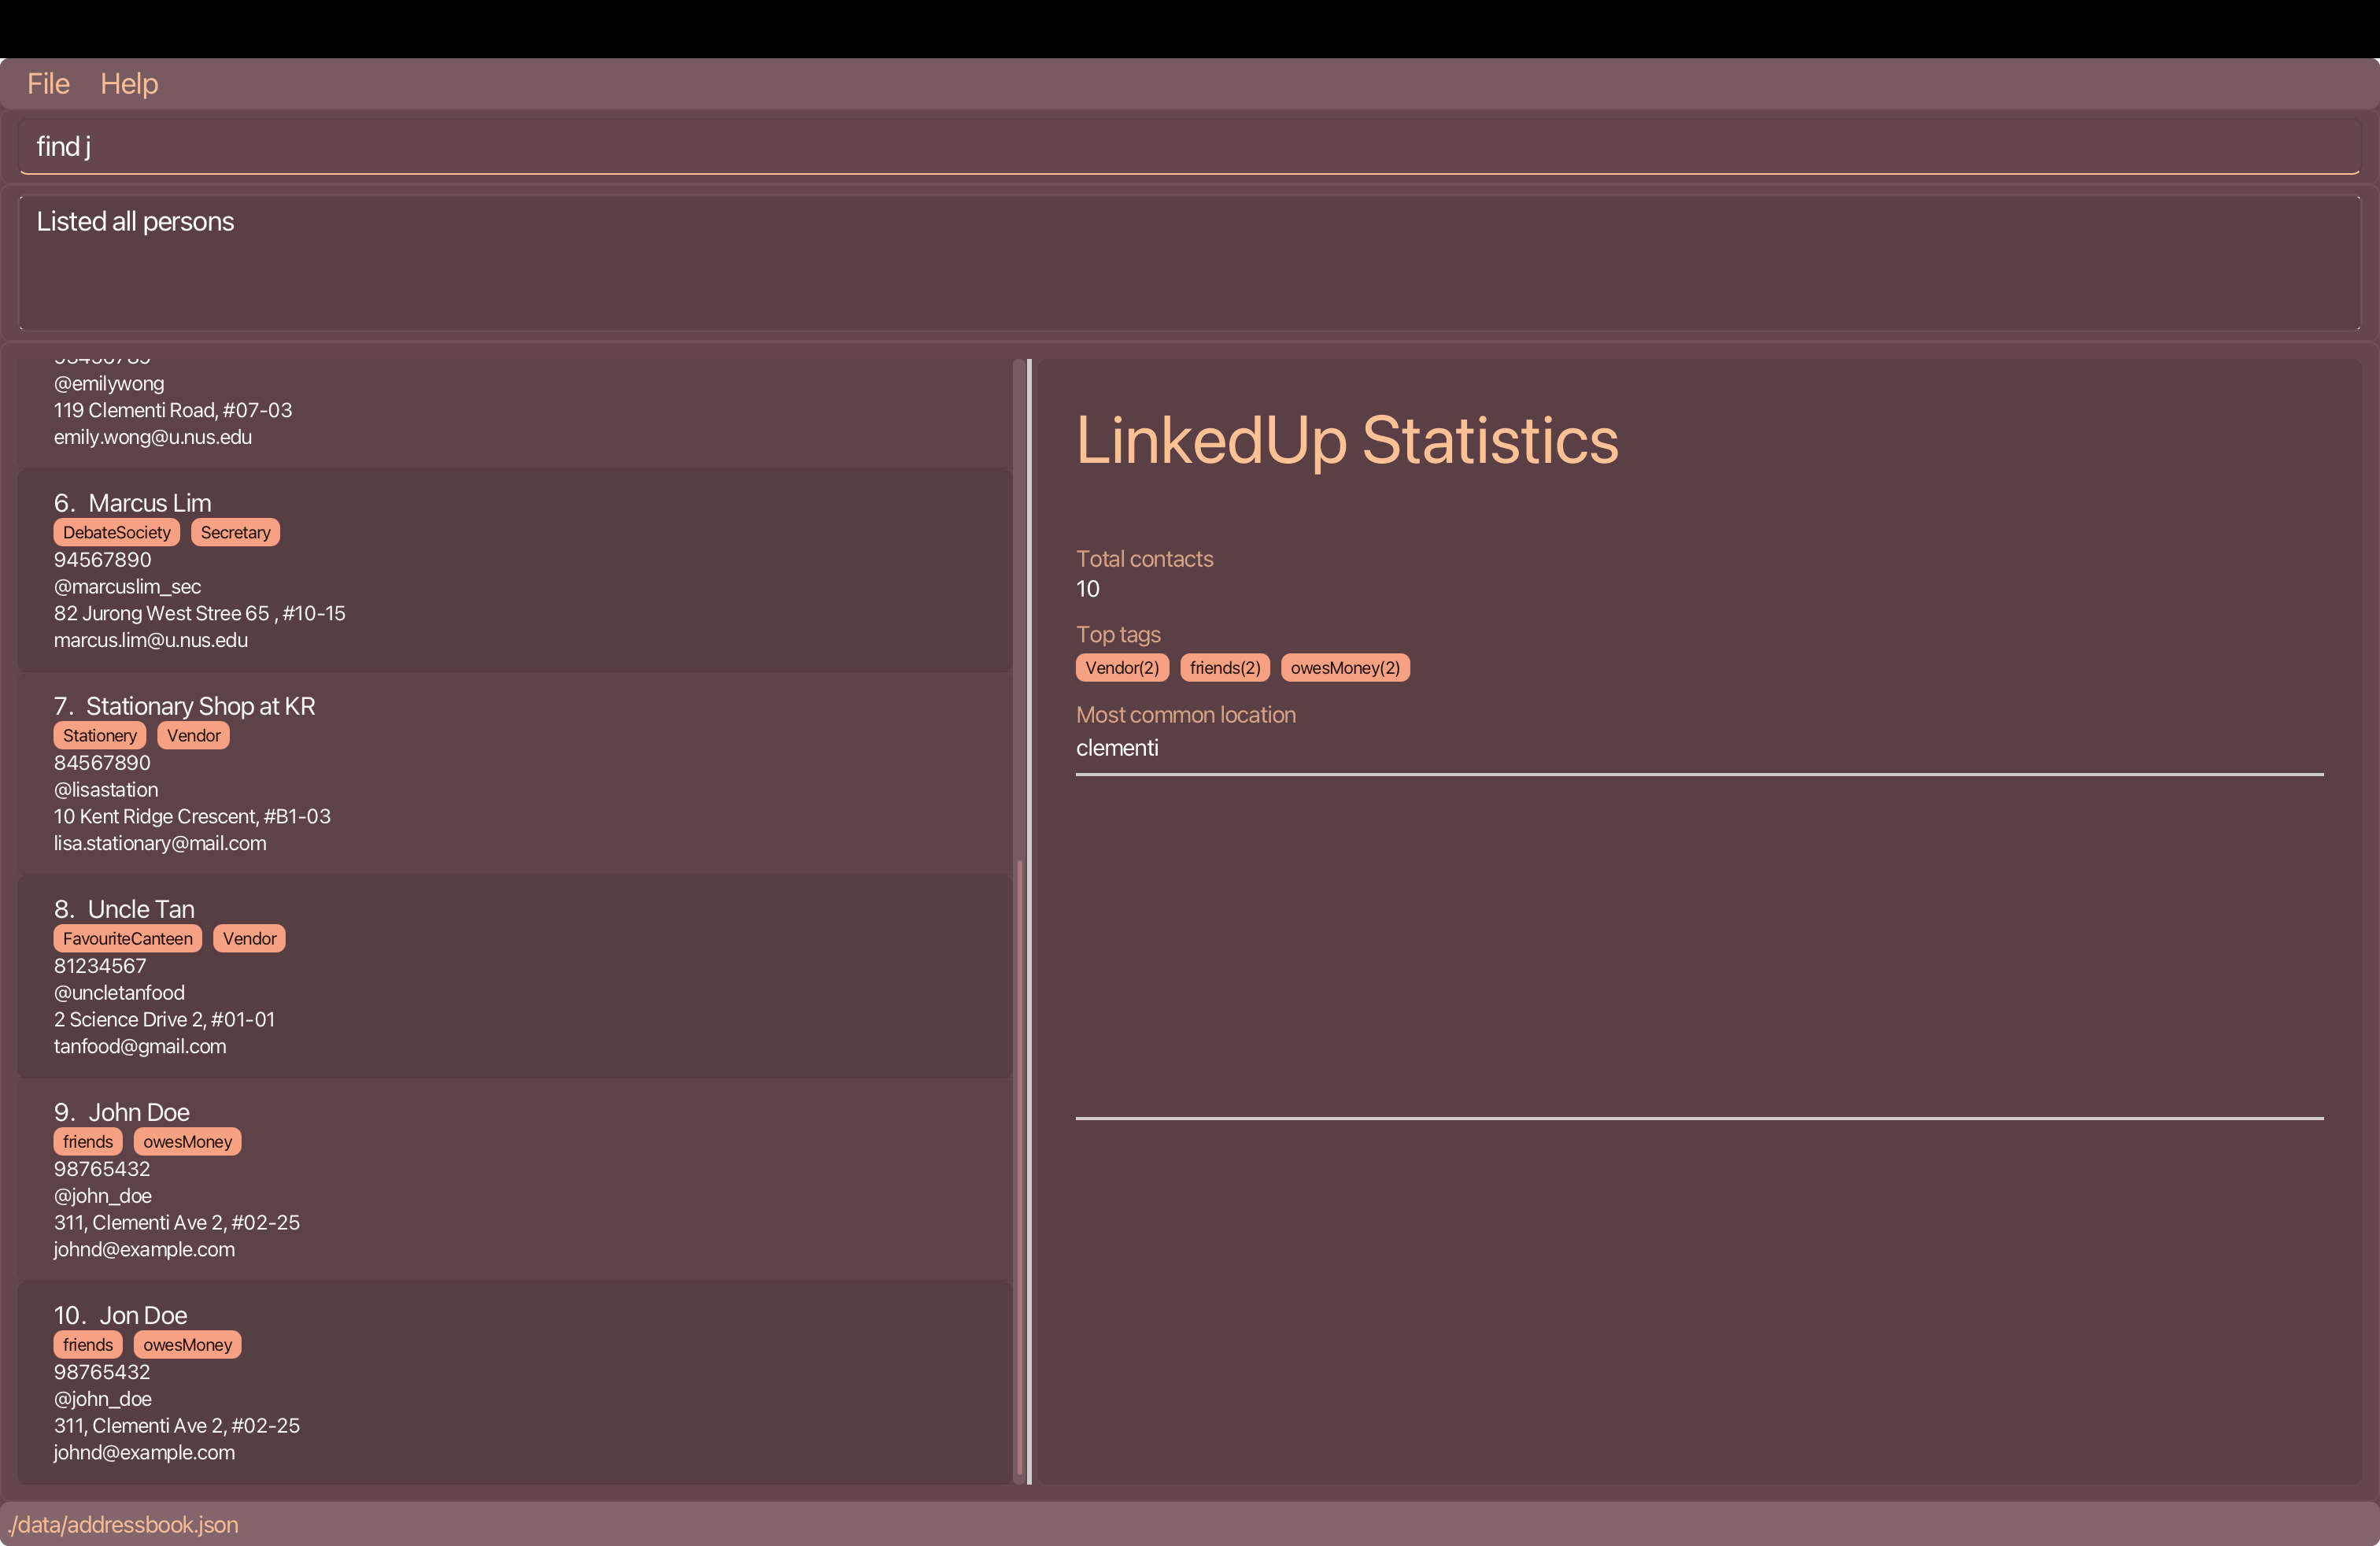 File Help
find j
Listed all persons
@emilywong
119 Clementi Road, #07-03
emily.wong@u.nus.edu
6. Marcus Lim
DebateSociety Secretary
94567890
@marcuslim_sec
82 Jurong West Stree 65 , #10-15
marcus.lim@u.nus.edu
7. Stationary Shop at KR
Stationery Vendor
84567890
@lisastation
10 Kent Ridge Crescent, #B1-03
lisa.stationary@mail.com
8. Uncle Tan
FavouriteCanteen Vendor
81234567
@uncletanfood
2 Science Drive 2, #01-01
tanfood@gmail.com
9. John Doe
friends owesMoney
98765432
@john_doe
311, Clementi Ave 2, #02-25
johnd@example.com
10. Jon Doe
friends owesMoney
98765432
@john_doe
311, Clementi Ave 2, #02-25
johnd@example.com
LinkedUp Statistics
Total contacts
10
Top tags
Vendor(2) friends(2) owesMoney(2)
Most common location
clementi
./data/addressbook.json